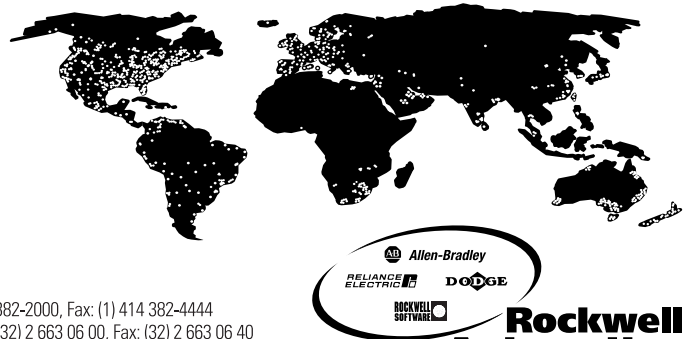 AB Allen-Bradley
RELIANCE ELECTRIC
DODGE
ROCKWELL SOFTWARE
382-2000, Fax: (1) 414 382-4444
32) 2 663 06 00, Fax: (32) 2 663 06 40
Rockwell